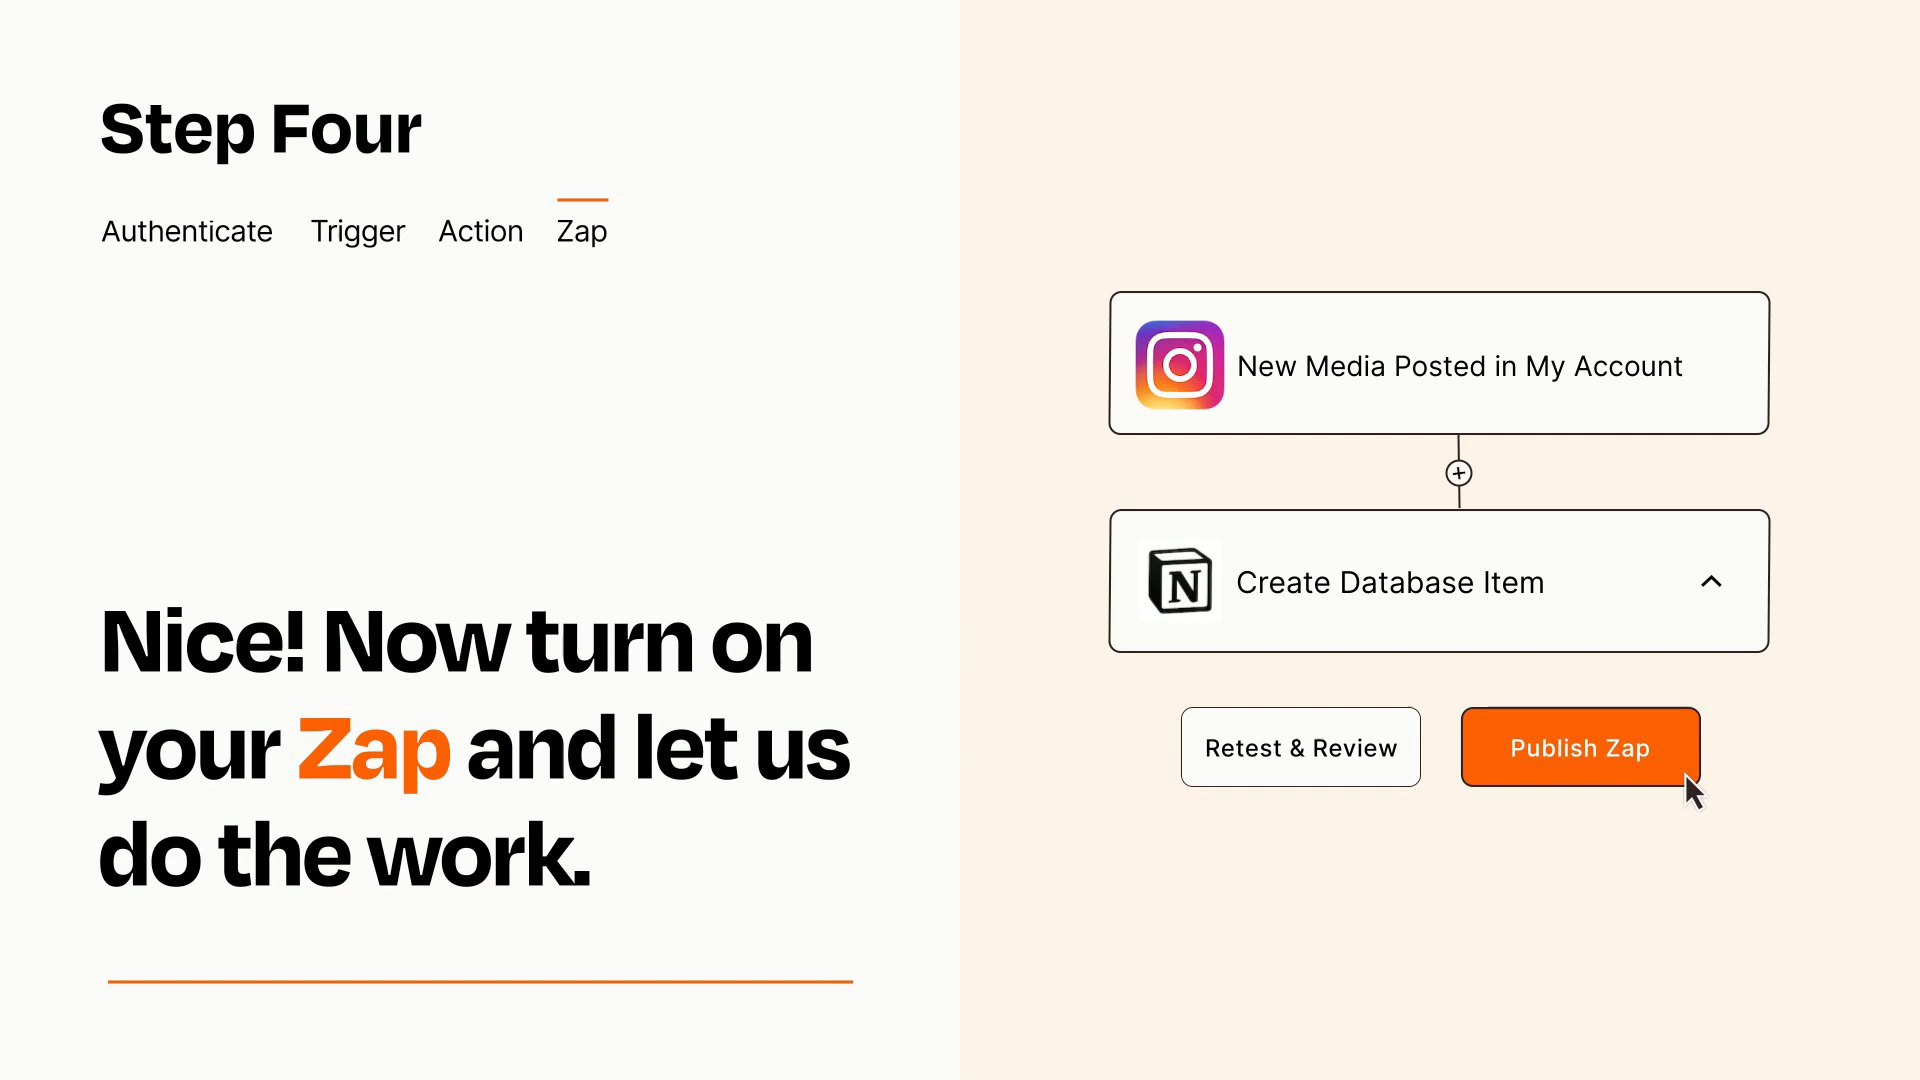 Step Four
Authenticate Trigger Action Zap
Nice! Now turn on
your Zap and let us
do the work.
New Media Posted in My Account
N
Create Database Item
Retest & Review
Publish Zap